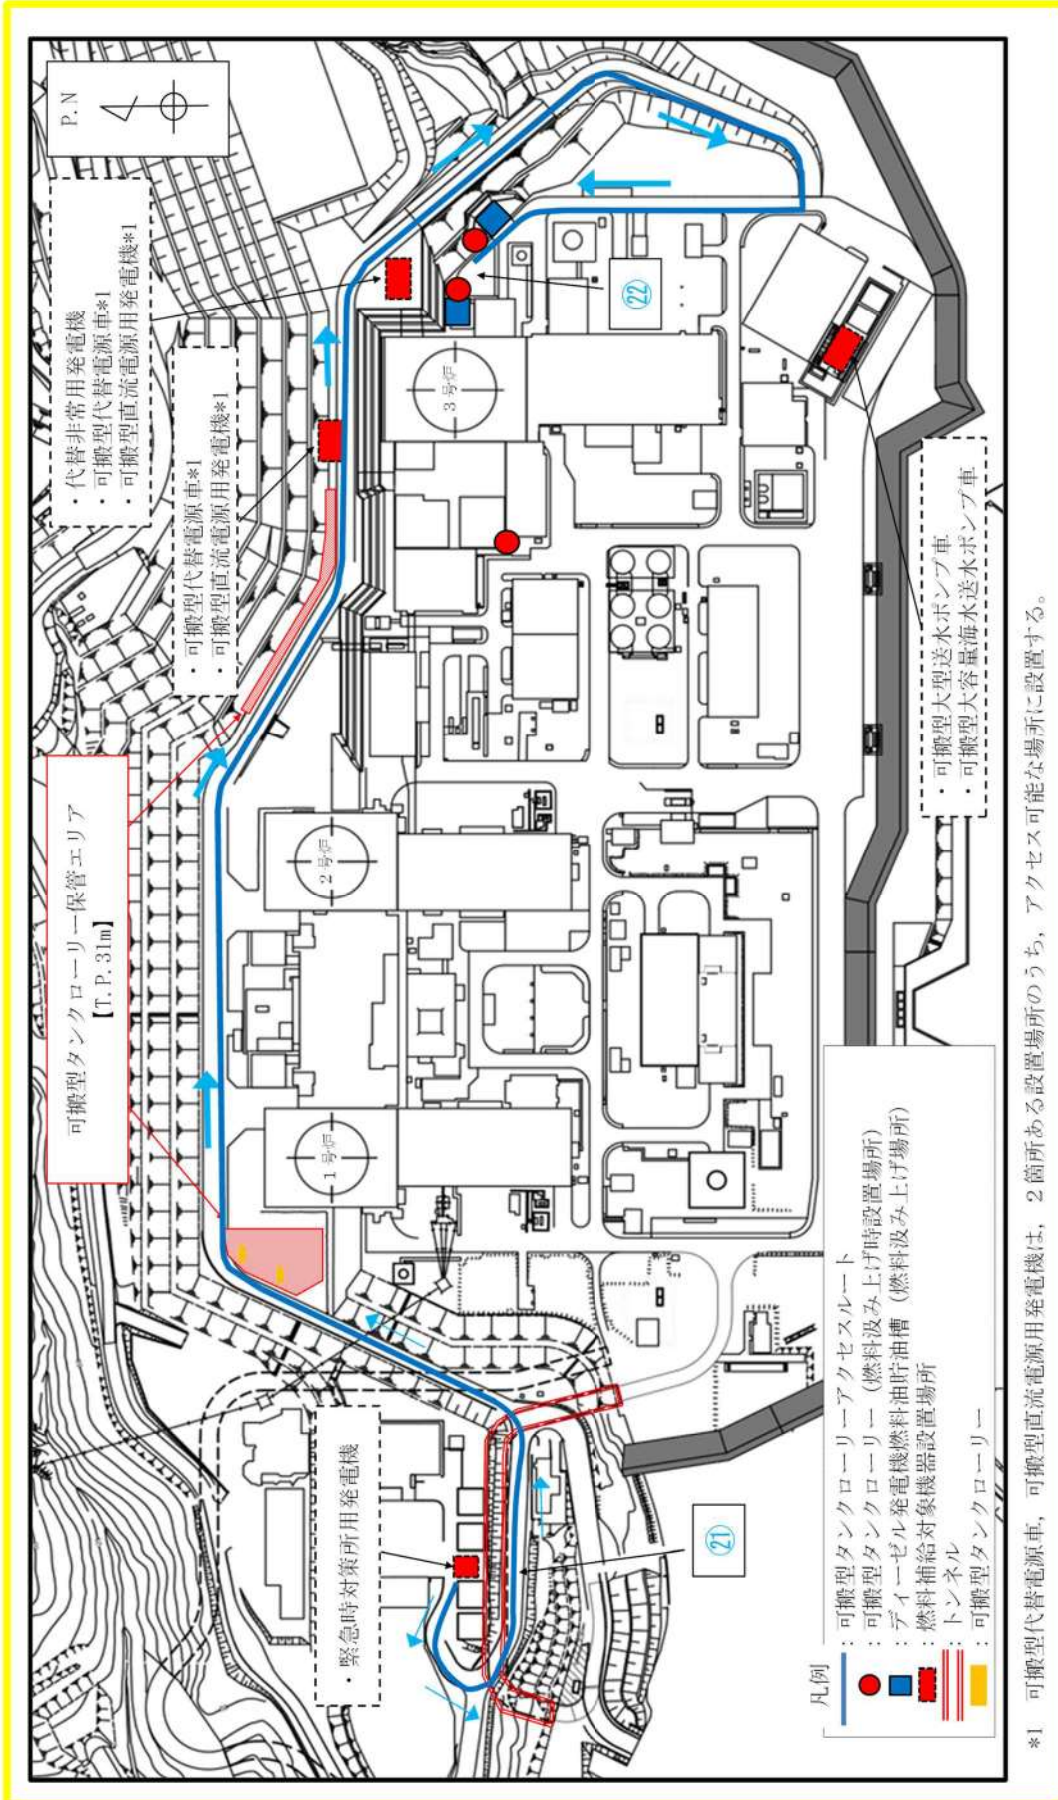 P.N
・代替非常用発電機
・可搬型代替電源車*1
・可搬型直流電源用発電機*1
・可搬型代替電源車*1
・可搬型直流電源用発電機*1
可搬型タンクローリー保管エリア
【T.P.31m】
・緊急時対策所用発電機
1号炉
2号炉
3号炉
㉑
㉒
・可搬型大型送水ポンプ車
・可搬型大容量海水送水ポンプ車
凡例
：可搬型タンクローリーアクセスルート
：可搬型タンクローリー（燃料汲み上げ時設置場所）
：ディーゼル発電機燃料油貯油槽（燃料汲み上げ場所）
：燃料補給対象機器設置場所
：トンネル
：可搬型タンクローリー
*1 可搬型代替電源車，可搬型直流電源用発電機は，2箇所ある設置場所のうち，アクセス可能な場所に設置する。